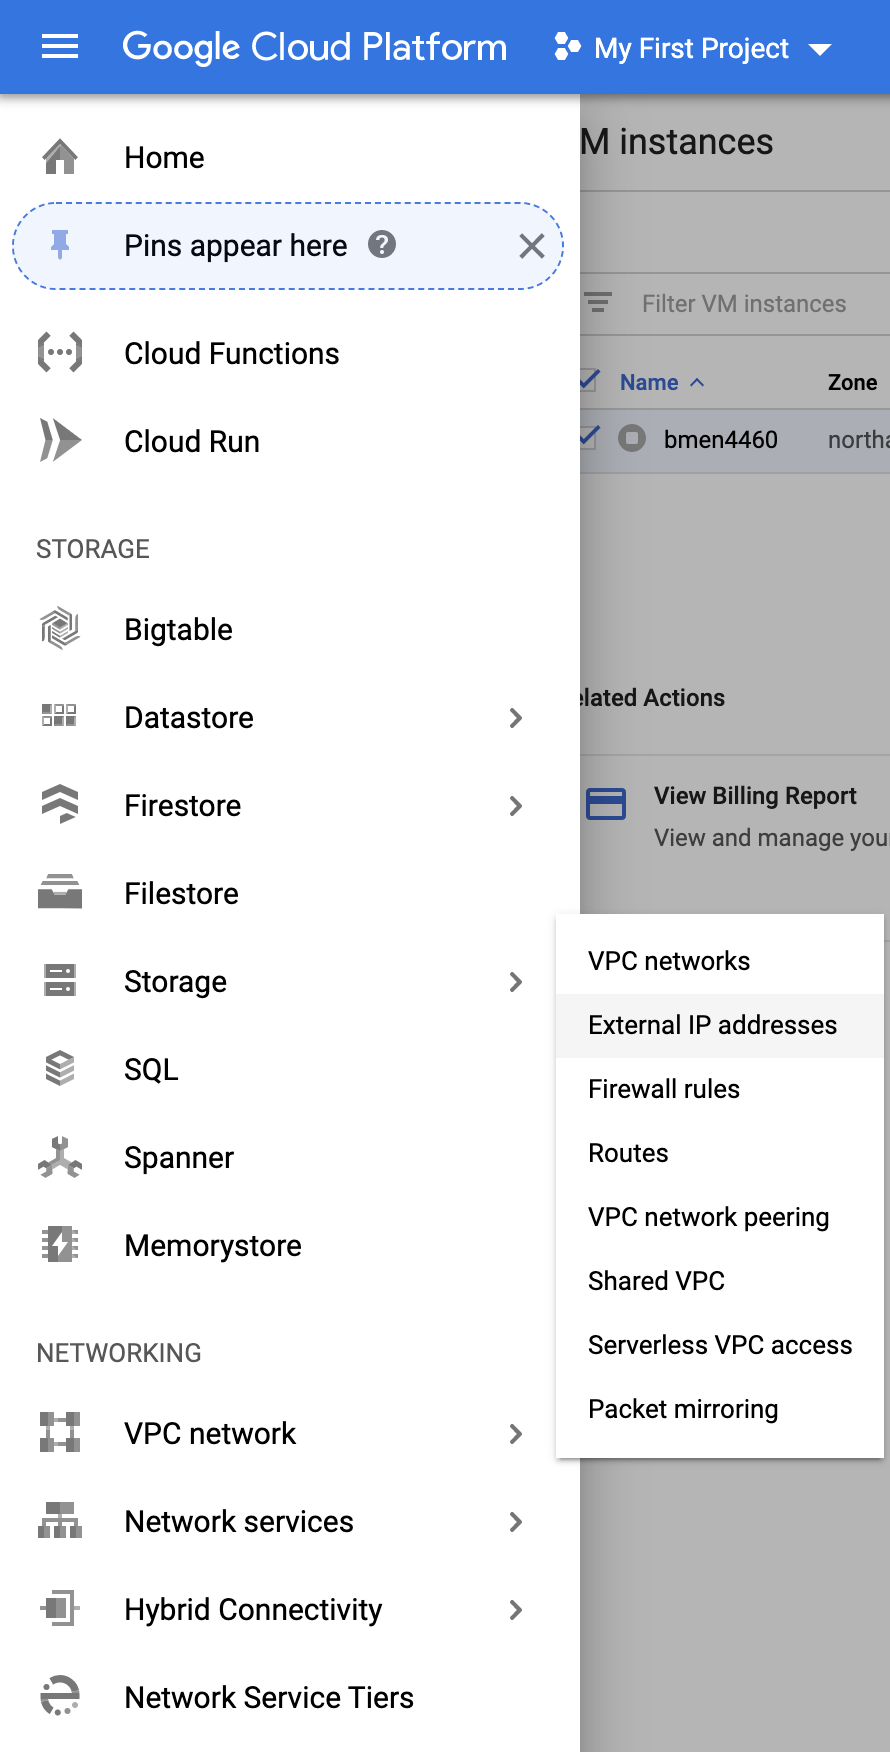 Google Cloud Platform My First Project
Home
Pins appear here
Cloud Functions
Cloud Run
STORAGE
Bigtable
Datastore
Firestore
Filestore
Storage
SQL
Spanner
Memorystore
NETWORKING
VPC network
Network services
Hybrid Connectivity
Network Service Tiers
M instances
Filter VM instances
Name Zone
bmen4460 northa
elated Actions
View Billing Report
View and manage your
VPC networks
External IP addresses
Firewall rules
Routes
VPC network peering
Shared VPC
Serverless VPC access
Packet mirroring